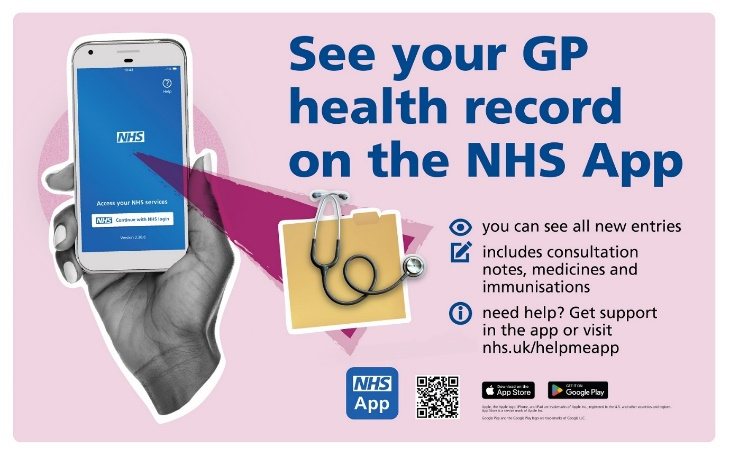 See your GP
health record
on the NHS App
Help
NHS
Access your NHS services
NHS Continue with NHS login
you can see all new entries
includes consultation
notes, medicines and
immunisations
need help? Get support
in the app or visit
nhs.uk/helpmeapp
NHS
App
Download on the
App Store
GET IT ON
Google Play